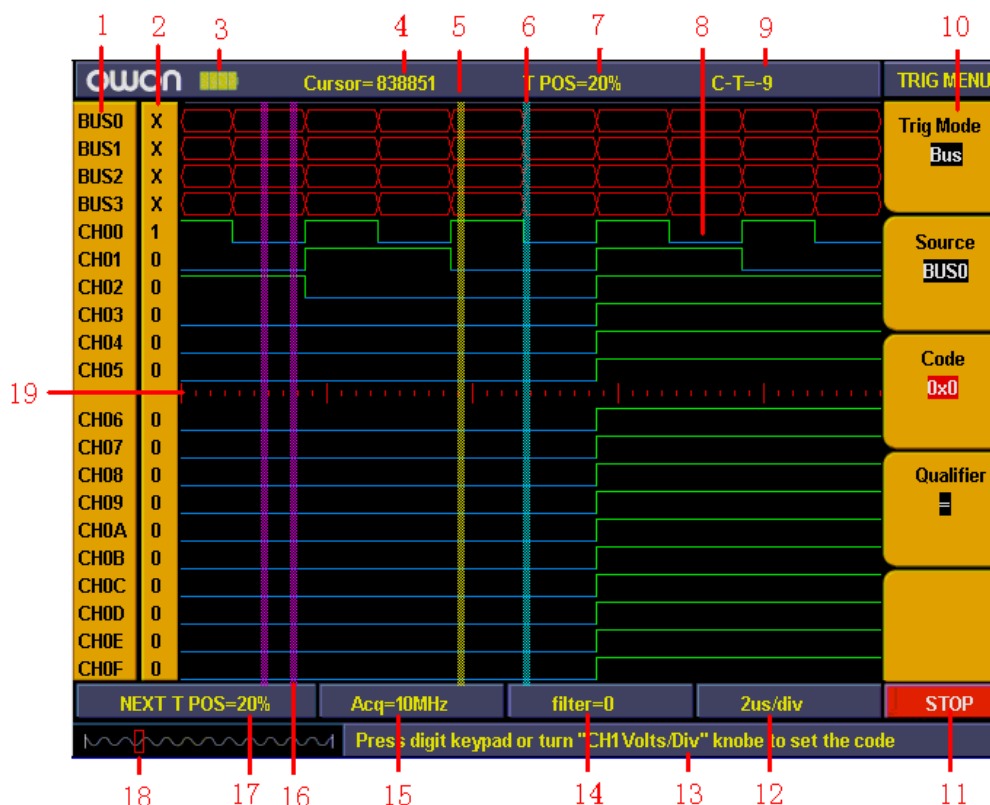 1 2 3 4 5 6 7 8 9 10
owon Cursor=838851 T POS=20% C-T=-9 TRIG MENU
BUS0 X
BUS1 X
BUS2 X
BUS3 X
CH00 1
CH01 0
CH02 0
CH03 0
CH04 0
CH05 0
19
CH06 0
CH07 0
CH08 0
CH09 0
CH0A 0
CH0B 0
CH0C 0
CH0D 0
CH0E 0
CH0F 0
Trig Mode
Bus
Source
BUS0
Code
0x0
Qualifier
=
NEXT T POS=20% Acq=10MHz filter=0 2us/div STOP
Press digit keypad or turn "CH1 Volts/Div" knobe to set the code
18 17 16 15 14 13 12 11